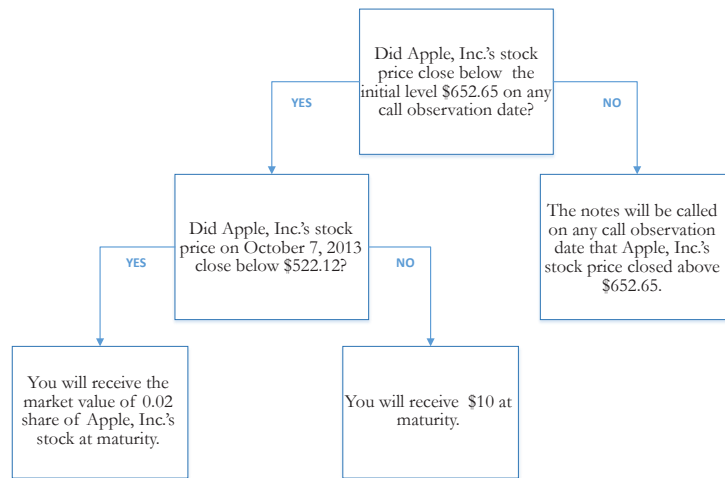 Did Apple, Inc.'s stock
price close below the
initial level $652.65 on any
call observation date?
YES
NO
Did Apple, Inc.'s stock
price on October 7, 2013
close below $522.12?
The notes will be called
on any call observation
date that Apple, Inc.'s
stock price closed above
$652.65.
YES
NO
You will receive the
market value of 0.02
share of Apple, Inc.'s
stock at maturity.
You will receive $10 at
maturity.